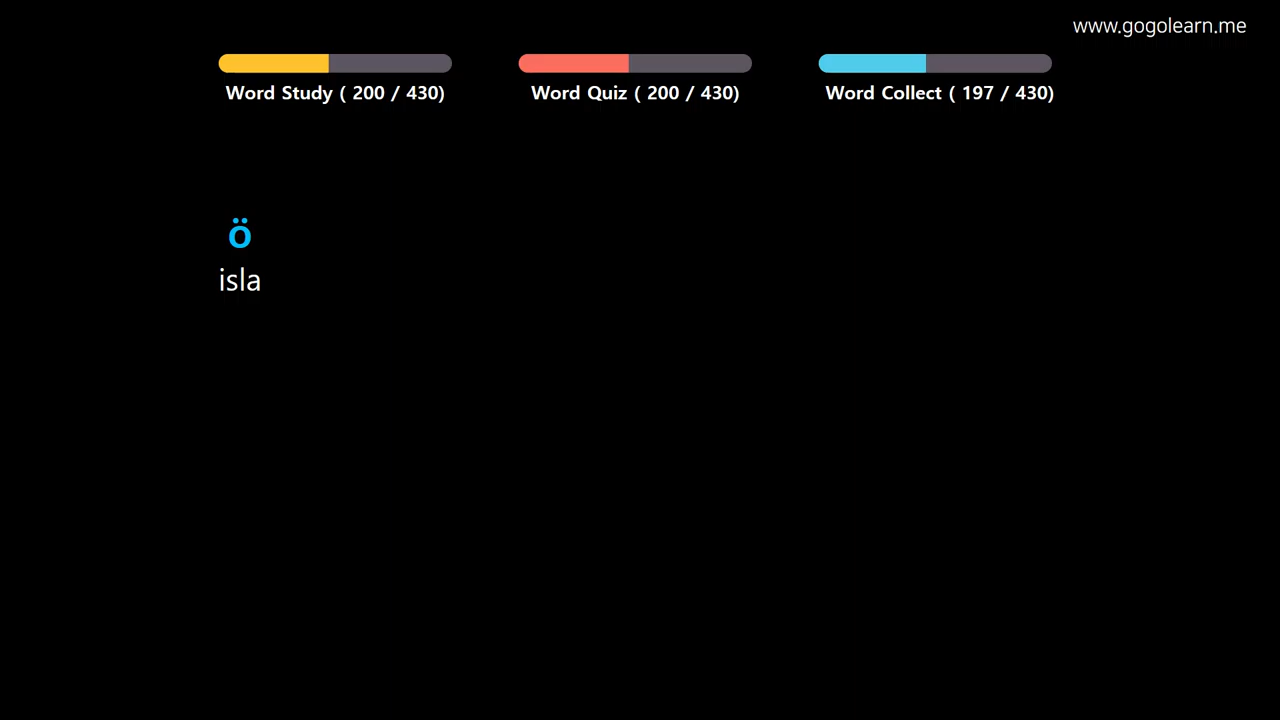 www.gogolearn.me
Word Study ( 200 / 430)
Word Quiz ( 200 / 430)
Word Collect ( 197 / 430)
ö
isla